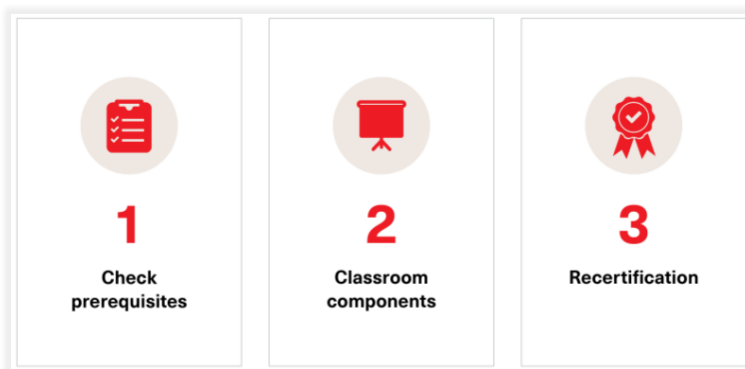 1
Check
prerequisites
2
Classroom
components
3
Recertification